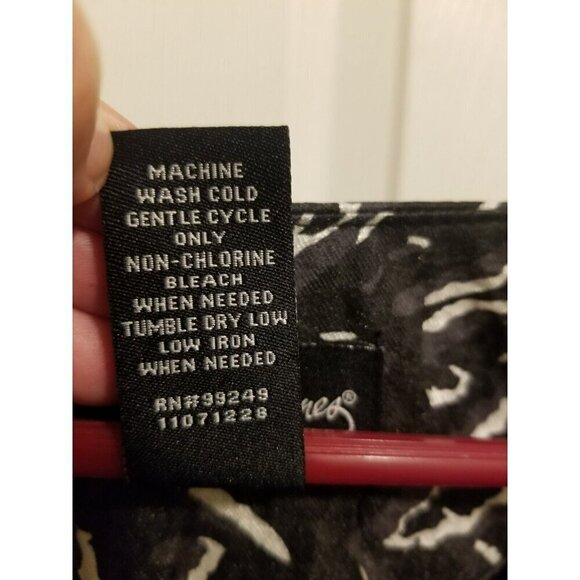 MACHINE
WASH COLD
GENTLE CYCLE
ONLY
NON-CHLORINE
BLEACH
WHEN NEEDED
TUMBLE DRY LOW
LOW IRON
WHEN NEEDED
RN#99249
11071228